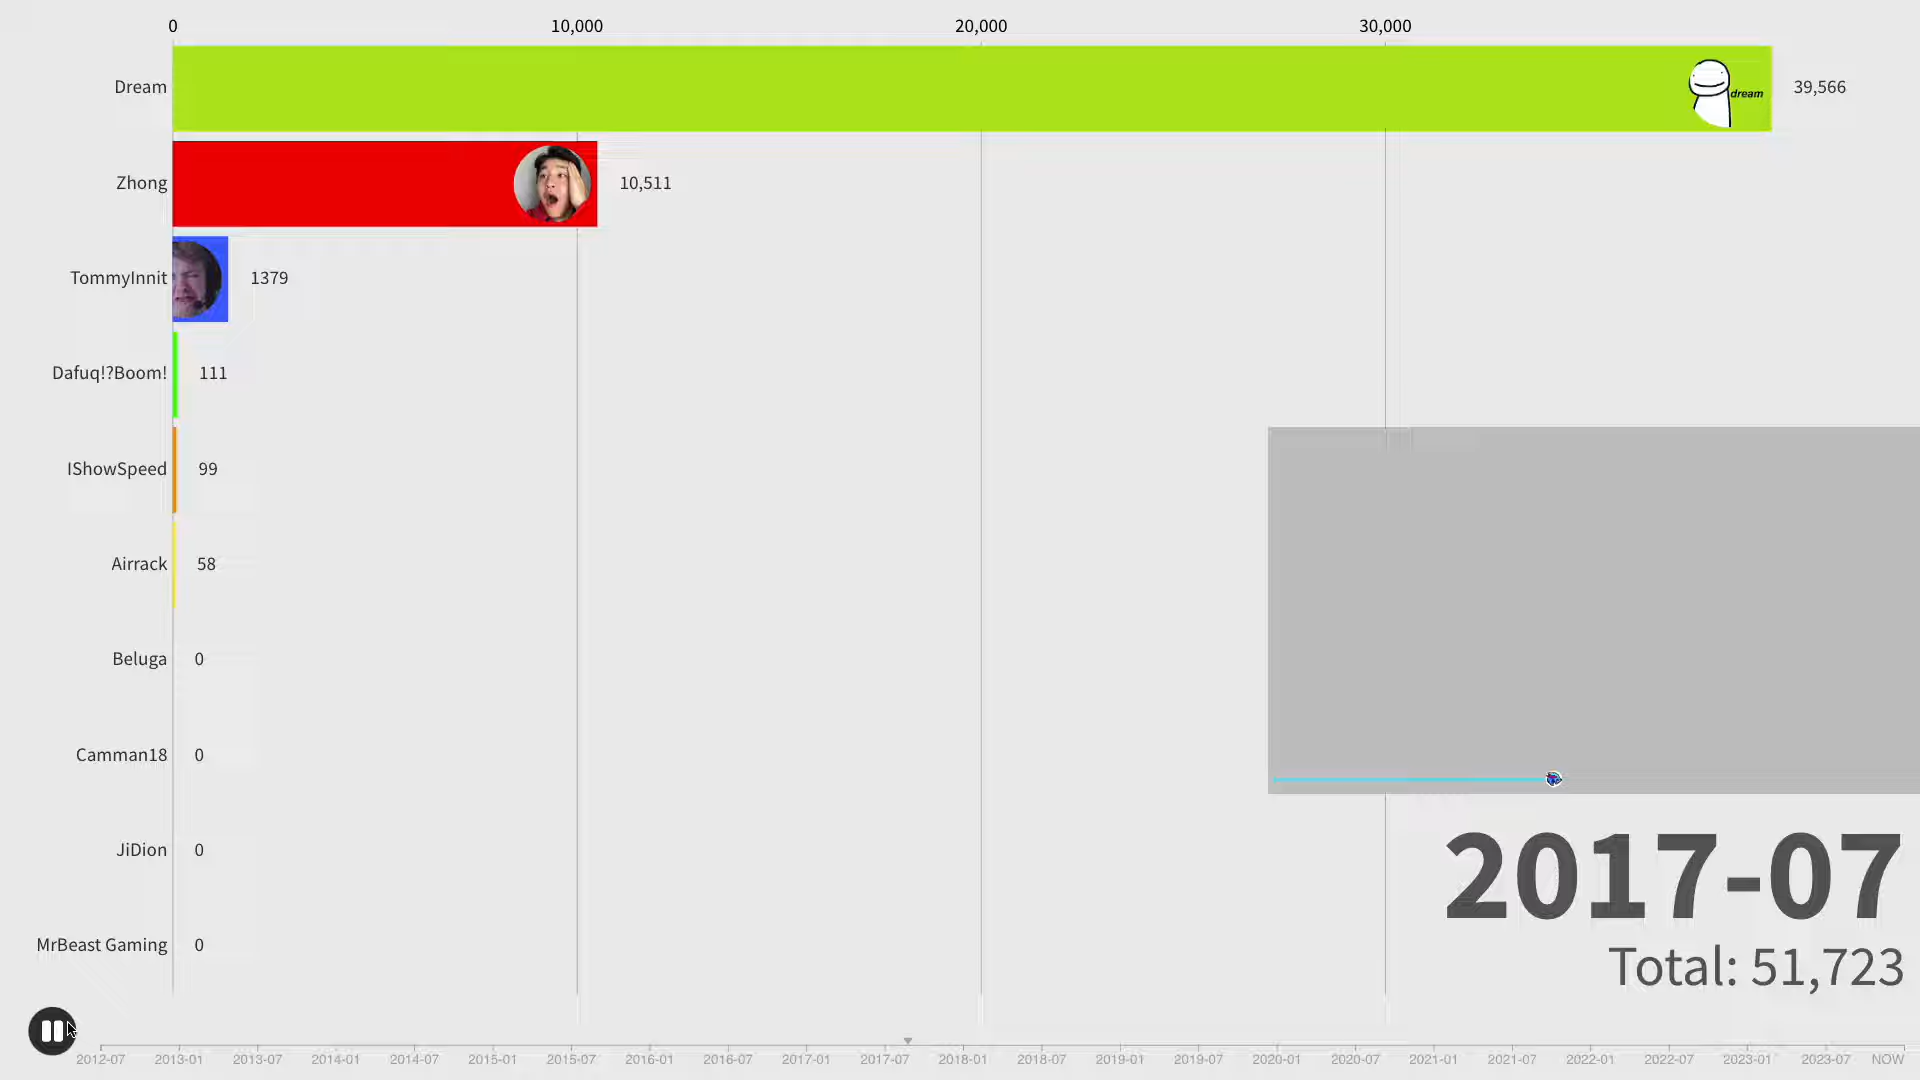 0 10,000 20,000 30,000
Dream dream 39,566
Zhong 10,511
TommyInnit 1379
Dafuq!?Boom! 111
IShowSpeed 99
Airrack 58
Beluga 0
Camman18 0
JiDion 0
MrBeast Gaming 0
2017-07
Total: 51,723
2012-07 2013-01 2013-07 2014-01 2014-07 2015-01 2015-07 2016-01 2016-07 2017-01 2017-07 2018-01 2018-07 2019-01 2019-07 2020-01 2020-07 2021-01 2021-07 2022-01 2022-07 2023-01 2023-07 NOW